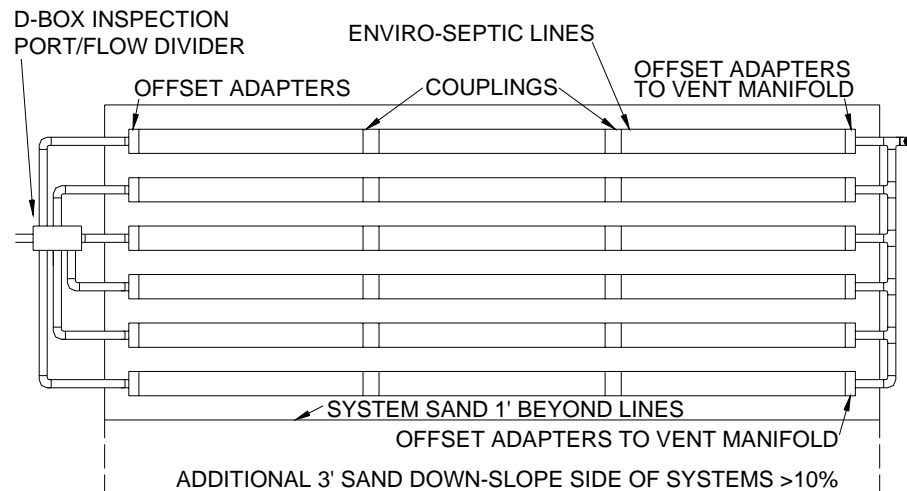 D-BOX INSPECTION
PORT/FLOW DIVIDER
ENVIRO-SEPTIC LINES
OFFSET ADAPTERS
TO VENT MANIFOLD
OFFSET ADAPTERS
COUPLINGS
SYSTEM SAND 1' BEYOND LINES
OFFSET ADAPTERS TO VENT MANIFOLD
ADDITIONAL 3' SAND DOWN-SLOPE SIDE OF SYSTEMS >10%